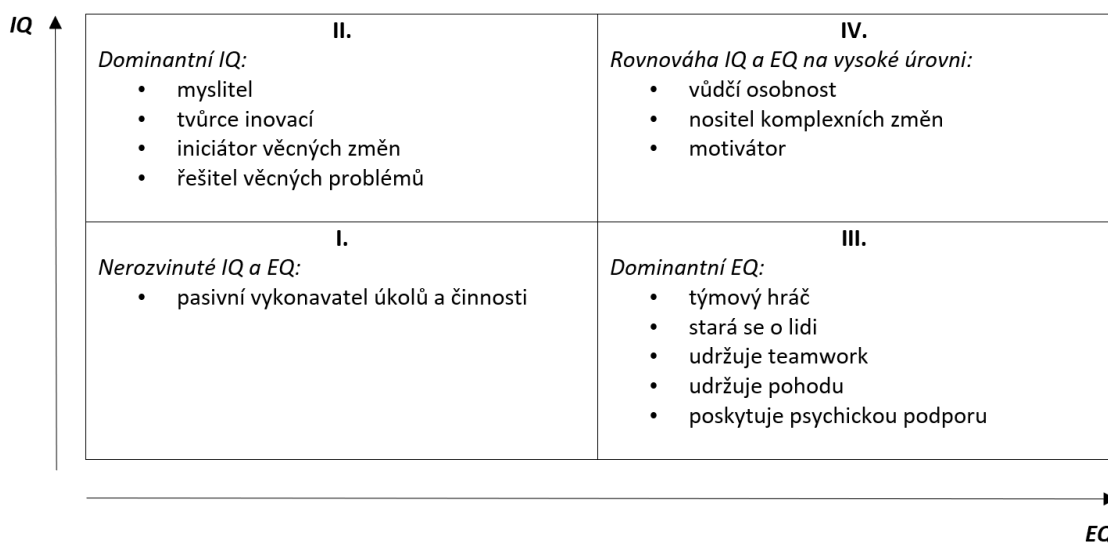 IQ
II.
Dominantní IQ:
• myslitel
• tvůrce inovací
• iniciátor věcných změn
• řešitel věcných problémů
IV.
Rovnováha IQ a EQ na vysoké úrovni:
• vůdčí osobnost
• nositel komplexních změn
• motivátor
I.
Nerozvinuté IQ a EQ:
• pasivní vykonavatel úkolů a činnosti
III.
Dominantní EQ:
• týmový hráč
• stará se o lidi
• udržuje teamwork
• udržuje pohodu
• poskytuje psychickou podporu
EQ